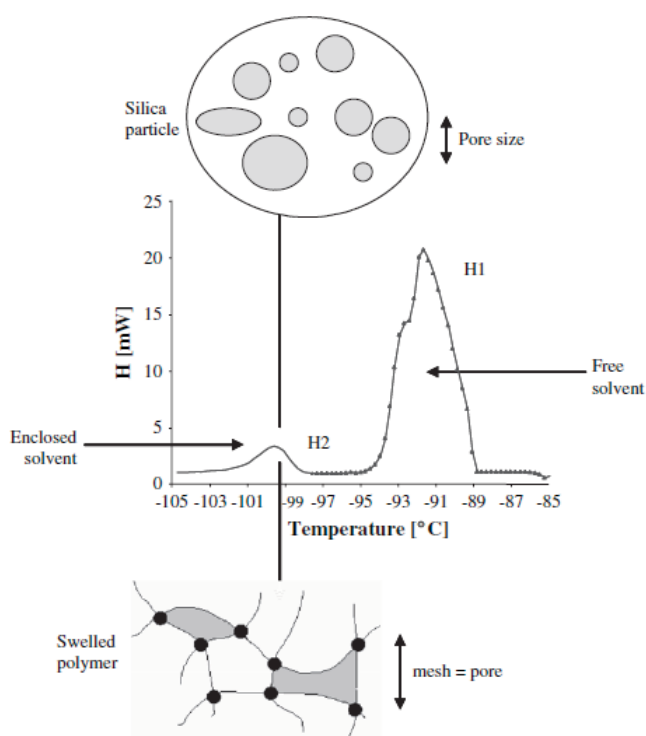 Silica
particle
Pore size
25
20
15
10
5
0
H [mW]
H1
Free
solvent
Enclosed
solvent
H2
-105 -103 -101 -99 -97 -95 -93 -91 -89 -87 -85
Temperature [°C]
Swelled
polymer
mesh = pore